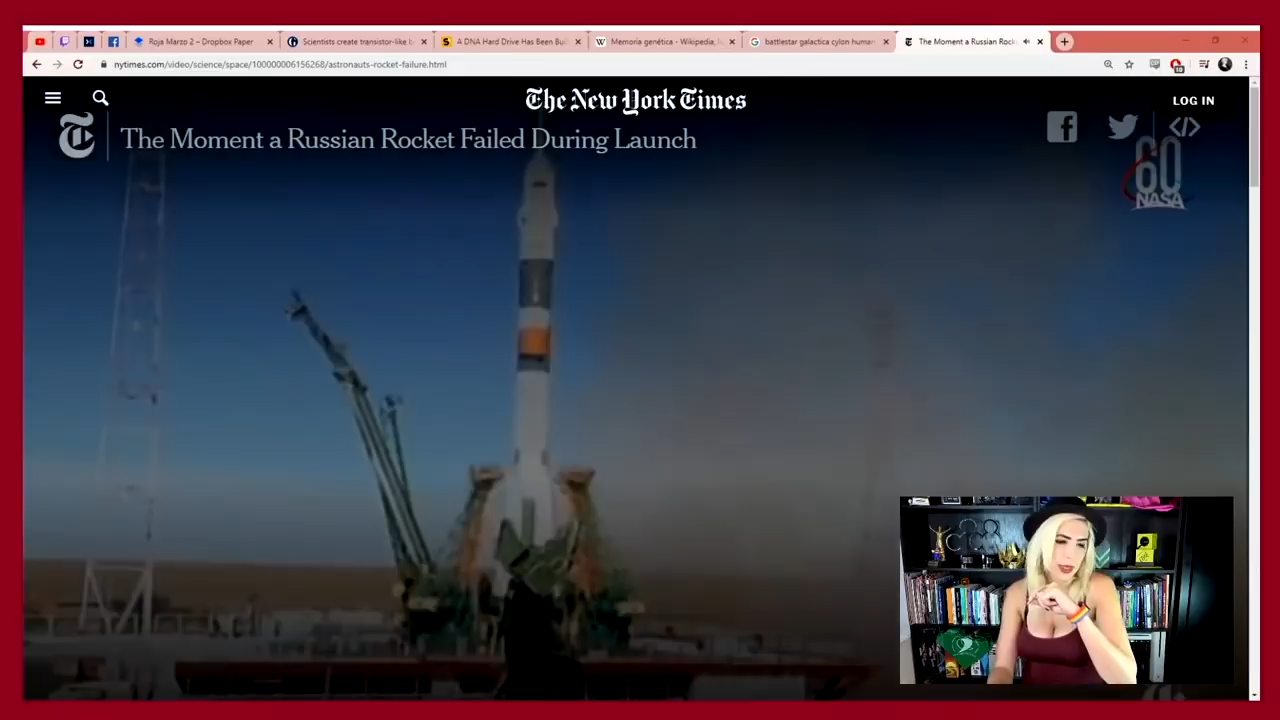 Roja Marzo 2 – Dropbox Paper
Scientists create transistor-like b
A DNA Hard Drive Has Been Bui
Memoria genética - Wikipedia, l
battlestar galactica cylon human
The Moment a Russian Rock
nytimes.com/video/science/space/100000006156268/astronauts-rocket-failure.html
10
The New York Times
LOG IN
The Moment a Russian Rocket Failed During Launch
60
NASA